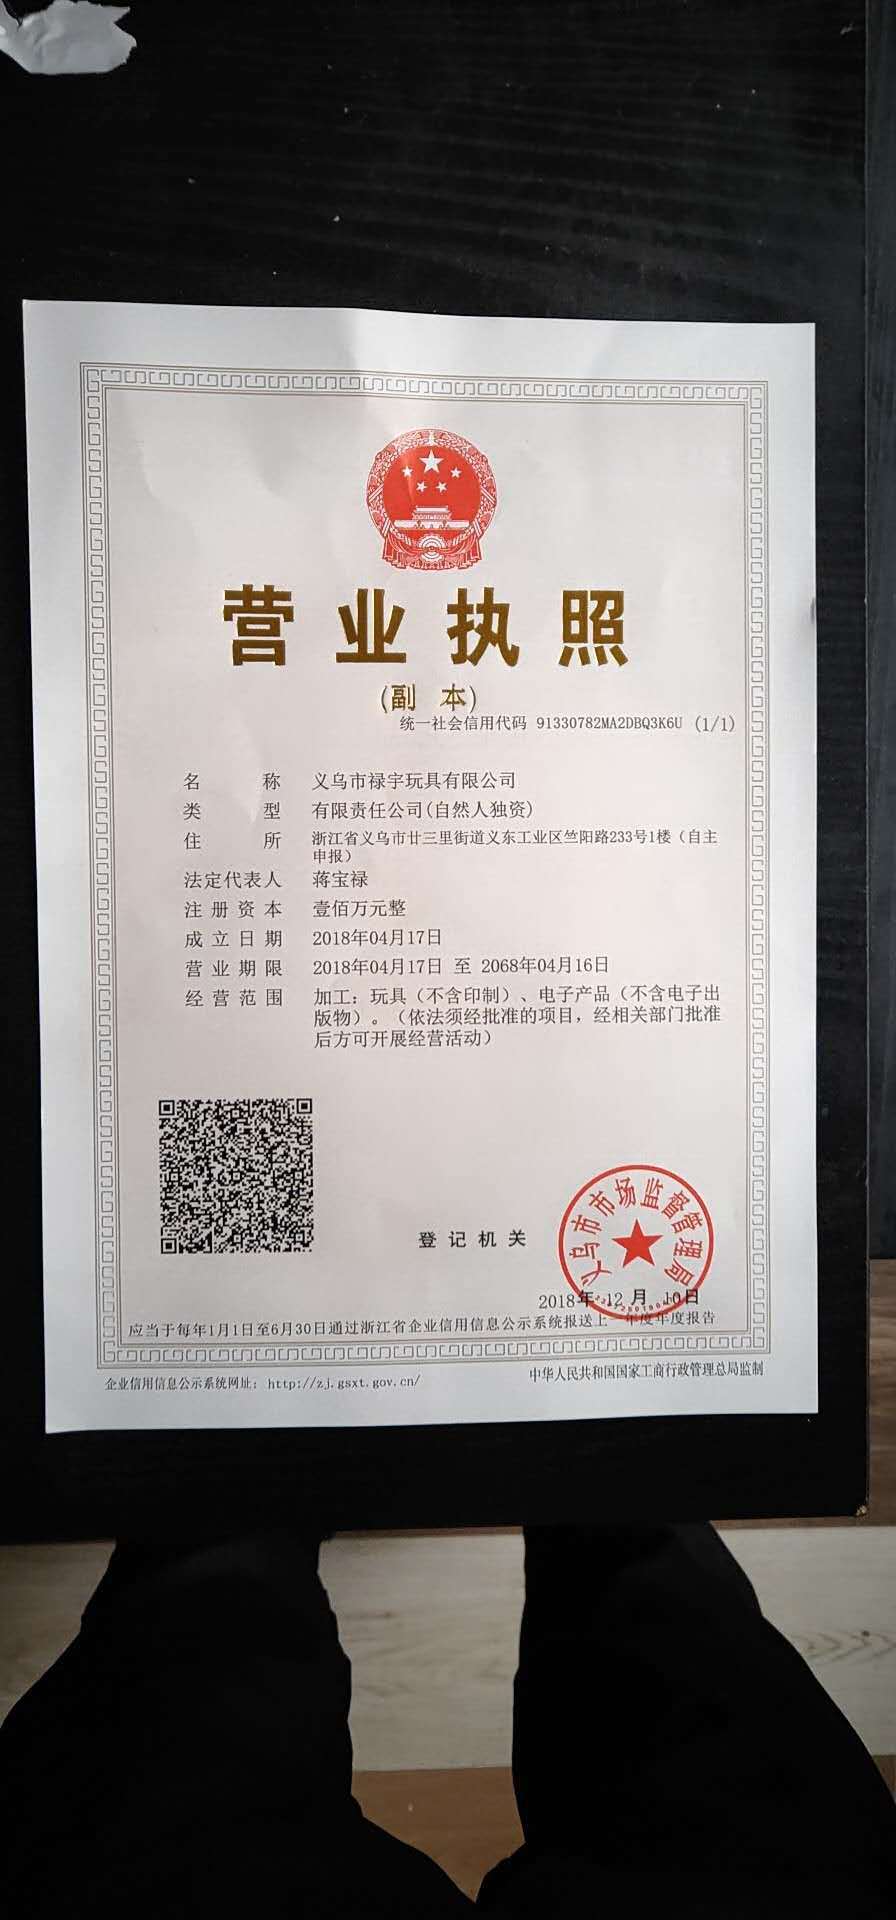 营业执照
(副 本)
统一社会信用代码 91330782MA2DBQ3K6U (1/1)
名称 义乌市禄宇玩具有限公司
类型 有限责任公司(自然人独资)
住所 浙江省义乌市廿三里街道义东工业区竺阳路233号1楼（自主
申报）
法定代表人 蒋宝禄
注册资本 壹佰万元整
成立日期 2018年04月17日
营业期限 2018年04月17日 至 2068年04月16日
经营范围 加工：玩具（不含印制）、电子产品（不含电子出
版物）。（依法须经批准的项目，经相关部门批准
后方可开展经营活动）
登记机关
义乌市市场监督管理局
2018年 12 月 10日
应当于每年1月1日至6月30日通过浙江省企业信用信息公示系统报送上一年度年度报告
企业信用信息公示系统网址：http://zj.gsxt.gov.cn/
中华人民共和国国家工商行政管理总局监制